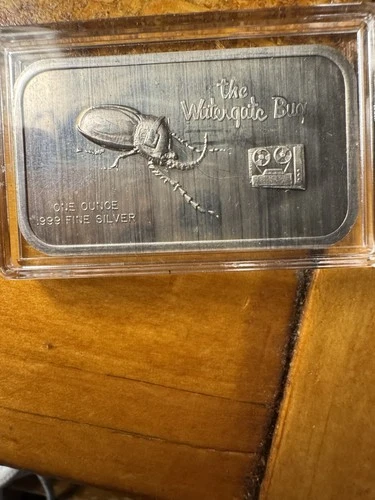 the
Watergate Bug
ONE OUNCE
.999 FINE SILVER